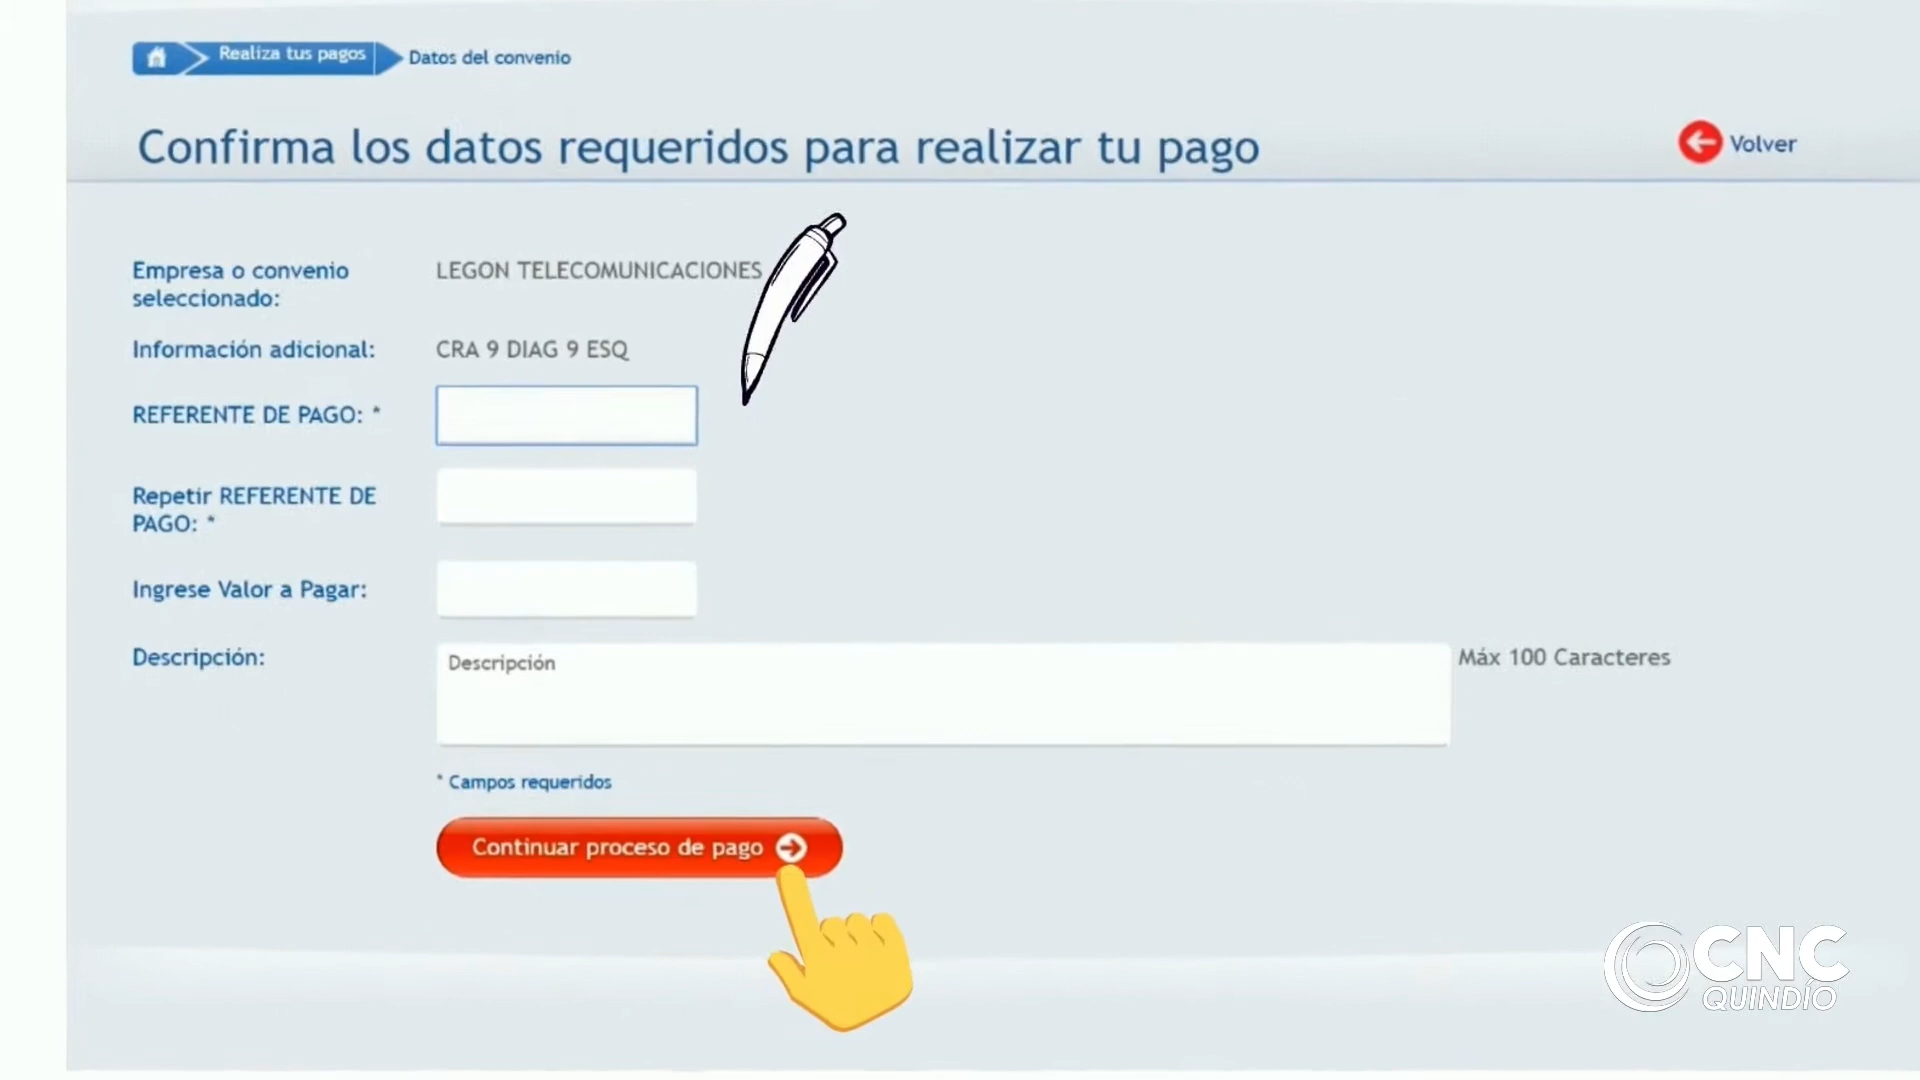 Realiza tus pagos
Datos del convenio
Confirma los datos requeridos para realizar tu pago
Volver
Empresa o convenio
seleccionado:
LEGON TELECOMUNICACIONES
Información adicional:
CRA 9 DIAG 9 ESQ
REFERENTE DE PAGO: *
Repetir REFERENTE DE
PAGO: *
Ingrese Valor a Pagar:
Descripción:
Descripción
Máx 100 Caracteres
* Campos requeridos
Continuar proceso de pago
CNC
QUINDÍO